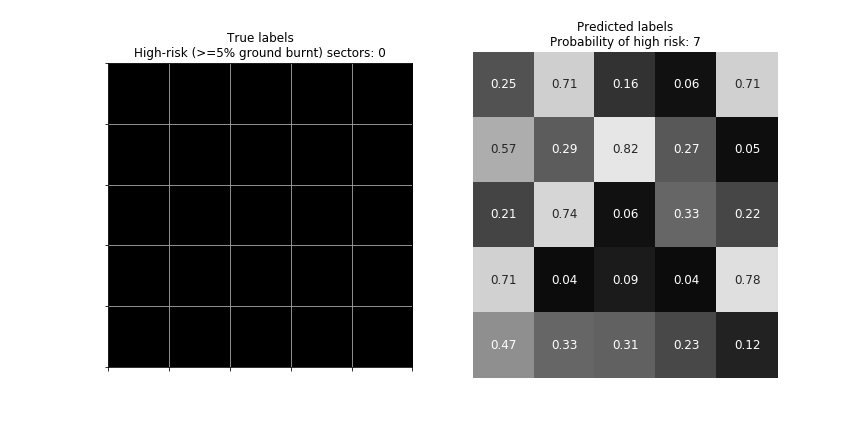 True labels
High-risk (>=5% ground burnt) sectors: 0
Predicted labels
Probability of high risk: 7
0.25 0.71 0.16 0.06 0.71
0.57 0.29 0.82 0.27 0.05
0.21 0.74 0.06 0.33 0.22
0.71 0.04 0.09 0.04 0.78
0.47 0.33 0.31 0.23 0.12